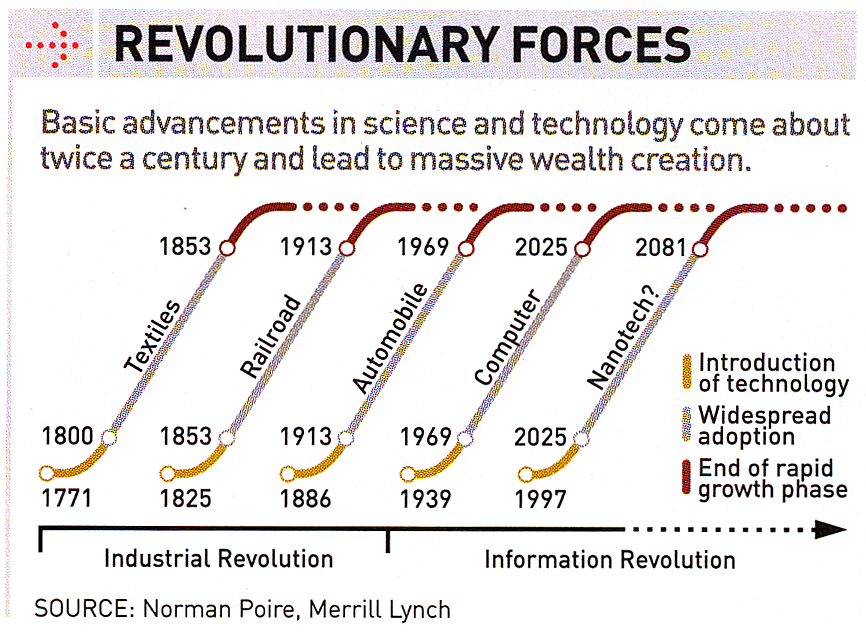 REVOLUTIONARY FORCES
Basic advancements in science and technology come about
twice a century and lead to massive wealth creation.
1853
1913
1969
2025
2081
Textiles
Railroad
Automobile
Computer
Nanotech?
Introduction
of technology
Widespread
adoption
End of rapid
growth phase
1800
1853
1913
1969
2025
1771
1825
1886
1939
1997
Industrial Revolution
Information Revolution
SOURCE: Norman Poire, Merrill Lynch